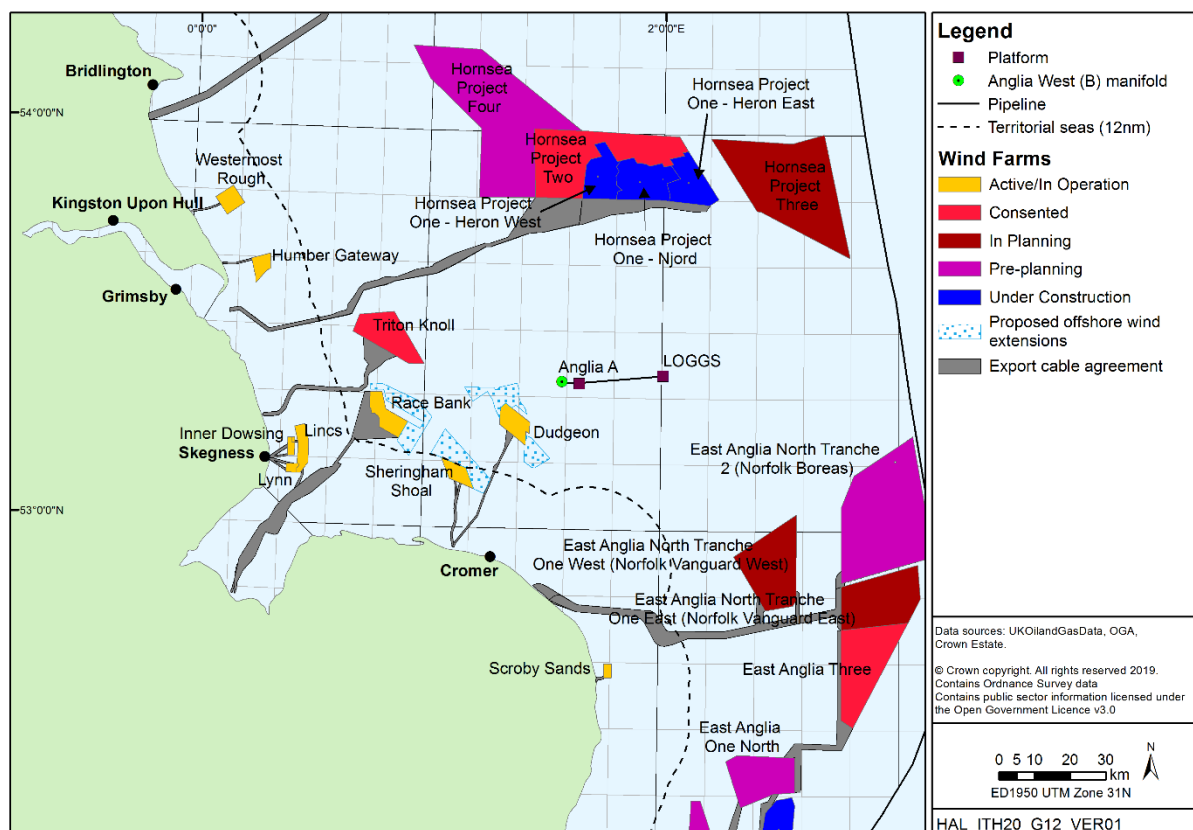 0°0'0"E
2°0'0"E
54°0'0"N
53°0'0"N
Bridlington
Hornsea
Project
Four
Hornsea Project
One - Heron East
Hornsea
Project
Two
Hornsea
Project
Three
Westermost
Rough
Kingston Upon Hull
Hornsea Project
One - Heron West
Hornsea Project
One - Njord
Humber Gateway
Grimsby
Triton Knoll
Anglia A
LOGGS
Race Bank
Inner Dowsing
Lincs
Skegness
Lynn
Dudgeon
Sheringham
Shoal
East Anglia North Tranche
2 (Norfolk Boreas)
Cromer
East Anglia North Tranche
One West (Norfolk Vanguard West)
East Anglia North Tranche
One East (Norfolk Vanguard East)
Scroby Sands
East Anglia Three
East Anglia
One North
Legend
Platform
Anglia West (B) manifold
Pipeline
Territorial seas (12nm)
Wind Farms
Active/In Operation
Consented
In Planning
Pre-planning
Under Construction
Proposed offshore wind
extensions
Export cable agreement
Data sources: UKOilandGasData, OGA,
Crown Estate.
© Crown copyright. All rights reserved 2019.
Contains Ordnance Survey data
Contains public sector information licensed under
the Open Government Licence v3.0
0 5 10 20 30
km
N
ED1950 UTM Zone 31N
HAL_ITH20_G12_VER01